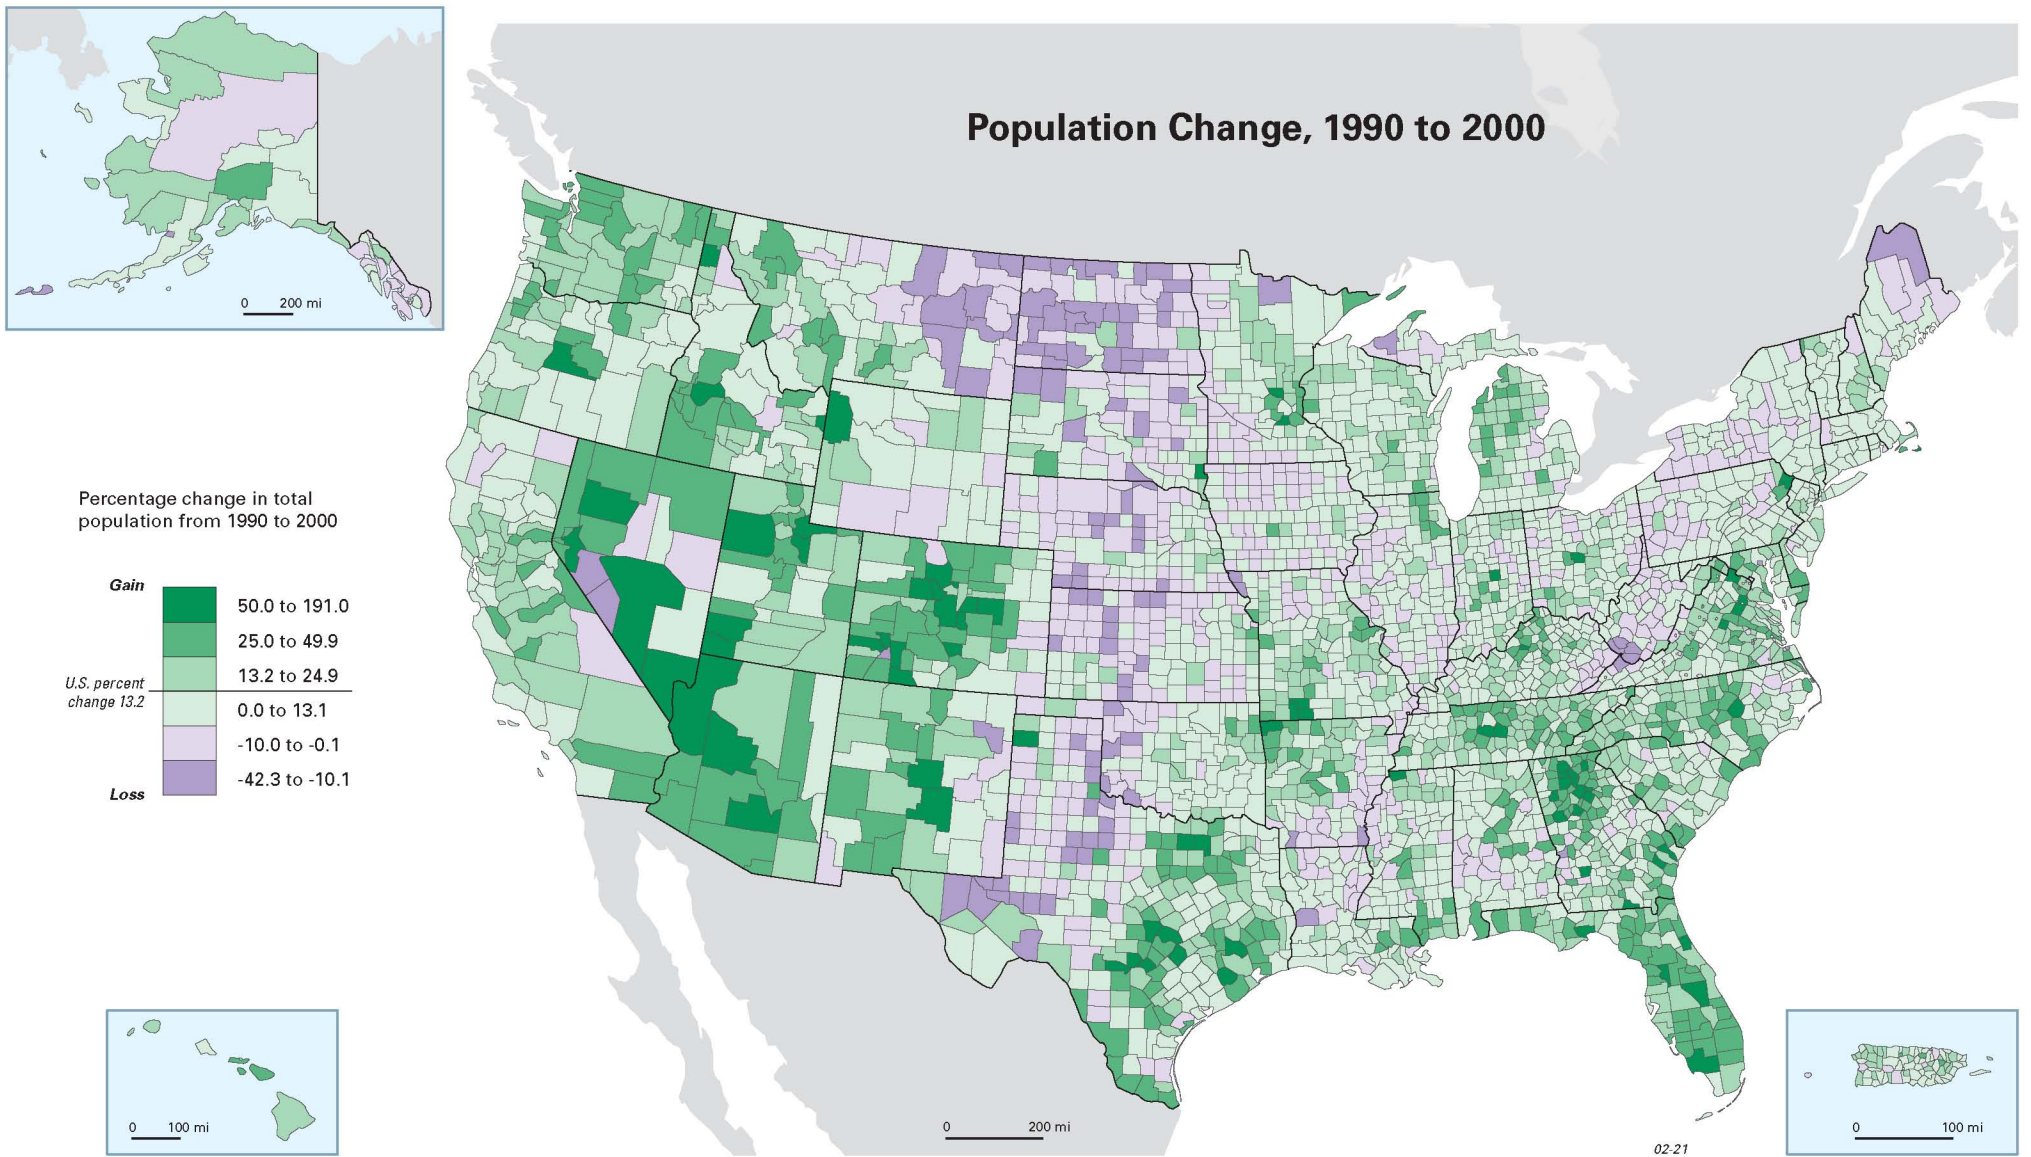 Population Change, 1990 to 2000
0 200 mi
Percentage change in total
population from 1990 to 2000
Gain
50.0 to 191.0
25.0 to 49.9
13.2 to 24.9
U.S. percent
change 13.2
0.0 to 13.1
-10.0 to -0.1
-42.3 to -10.1
Loss
0 100 mi
0 200 mi
0 100 mi
02-21